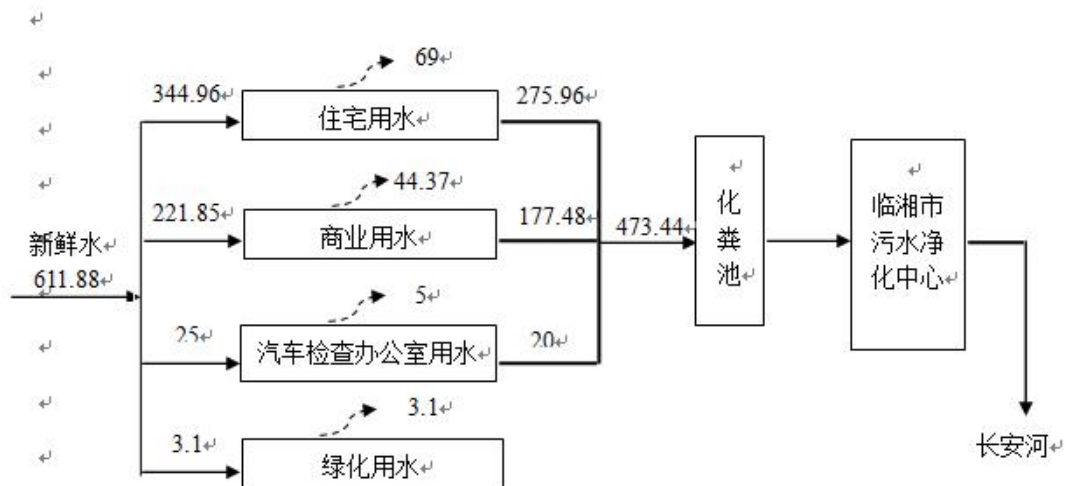 69
344.96
住宅用水
275.96
44.37
221.85
商业用水
177.48
新鲜水
611.88
473.44
化
粪
池
临湘市
污水净
化中心
5
25
汽车检查办公室用水
20
3.1
3.1
绿化用水
长安河